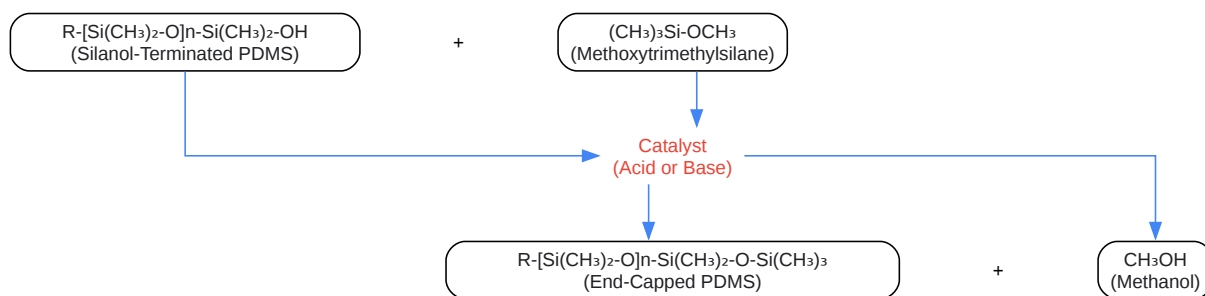 R-[Si(CH₃)₂-O]n-Si(CH₃)₂-OH
(Silanol-Terminated PDMS)
+
(CH₃)₃Si-OCH₃
(Methoxytrimethylsilane)
Catalyst
(Acid or Base)
R-[Si(CH₃)₂-O]n-Si(CH₃)₂-O-Si(CH₃)₃
(End-Capped PDMS)
+
CH₃OH
(Methanol)